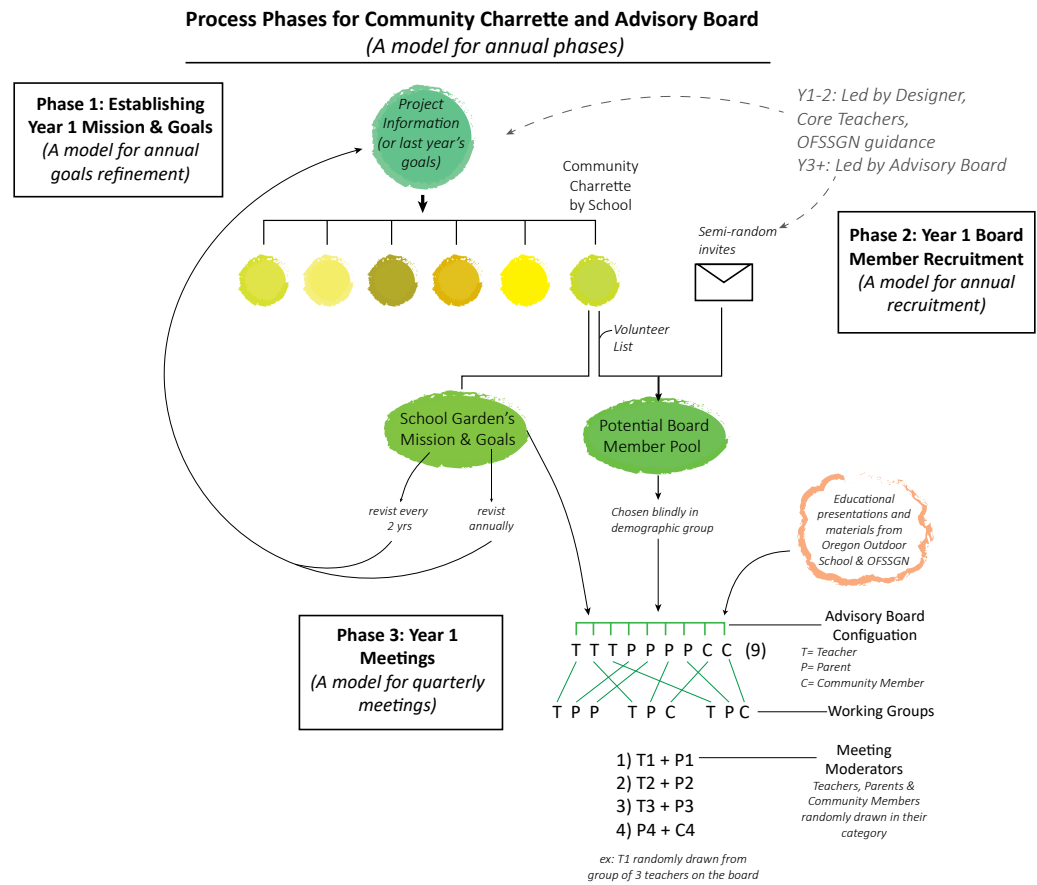 Process Phases for Community Charrette and Advisory Board
(A model for annual phases)
Phase 1: Establishing
Year 1 Mission & Goals
(A model for annual
goals refinement)
Project
Information
(or last year's
goals)
Y1-2: Led by Designer,
Core Teachers,
OFSSGN guidance
Y3+: Led by Advisory Board
Community
Charrette
by School
Semi-random
invites
Phase 2: Year 1 Board
Member Recruitment
(A model for annual
recruitment)
Volunteer
List
School Garden's
Mission & Goals
Potential Board
Member Pool
revist every
2 yrs
revist
annually
Chosen blindly in
demographic group
Educational
presentations and
materials from
Oregon Outdoor
School & OFSSGN
Phase 3: Year 1
Meetings
(A model for quarterly
meetings)
Advisory Board
Configuation
T= Teacher
P= Parent
C= Community Member
T T T P P P P C C (9)
T P P T P C T P C
Working Groups
1) T1 + P1
2) T2 + P2
3) T3 + P3
4) P4 + C4
Meeting
Moderators
Teachers, Parents &
Community Members
randomly drawn in their
category
ex: T1 randomly drawn from
group of 3 teachers on the board